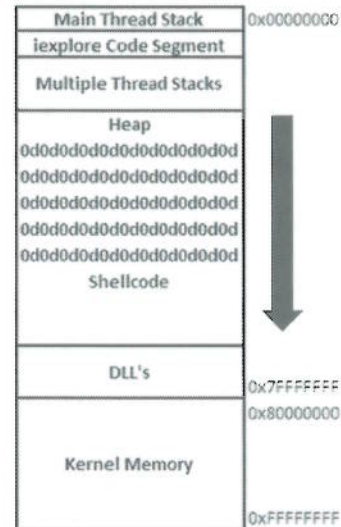 Main Thread Stack 0x00000000
iexplore Code Segment
Multiple Thread Stacks
Heap
0d0d0d0d0d0d0d0d0d0d0d
0d0d0d0d0d0d0d0d0d0d0d
0d0d0d0d0d0d0d0d0d0d0d
0d0d0d0d0d0d0d0d0d0d0d
0d0d0d0d0d0d0d0d0d0d0d
Shellcode
DLL's
0x7FFFFFFF
0x80000000
Kernel Memory
0xFFFFFFFF